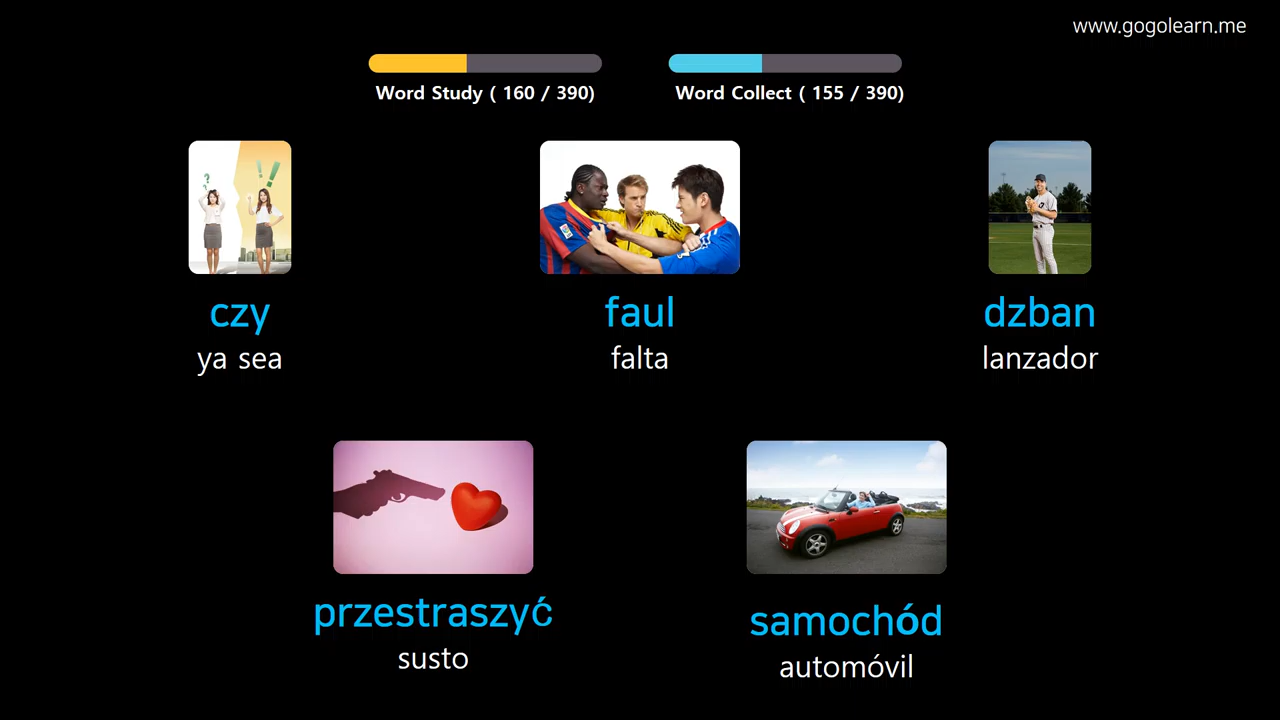 www.gogolearn.me
Word Study ( 160 / 390)
Word Collect ( 155 / 390)
czy
ya sea
faul
falta
dzban
lanzador
przestraszyć
susto
samochód
automóvil